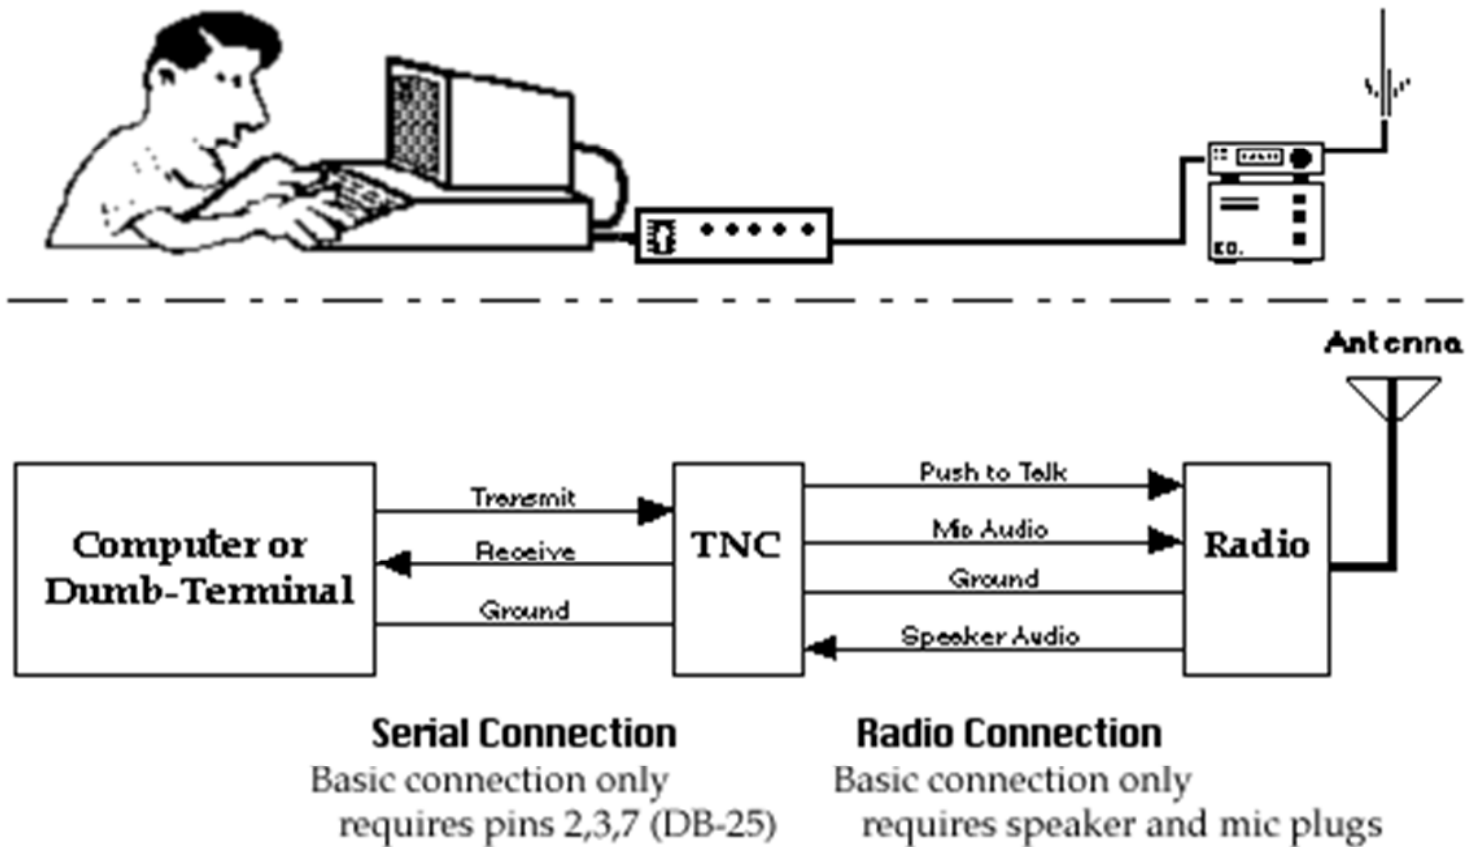 Antenna
Push to Talk
Transmit
Mic Audio
Computer or
Dumb-Terminal
Receive
TNC
Radio
Ground
Ground
Speaker Audio
Serial Connection
Radio Connection
Basic connection only
requires pins 2,3,7 (DB-25)
Basic connection only
requires speaker and mic plugs